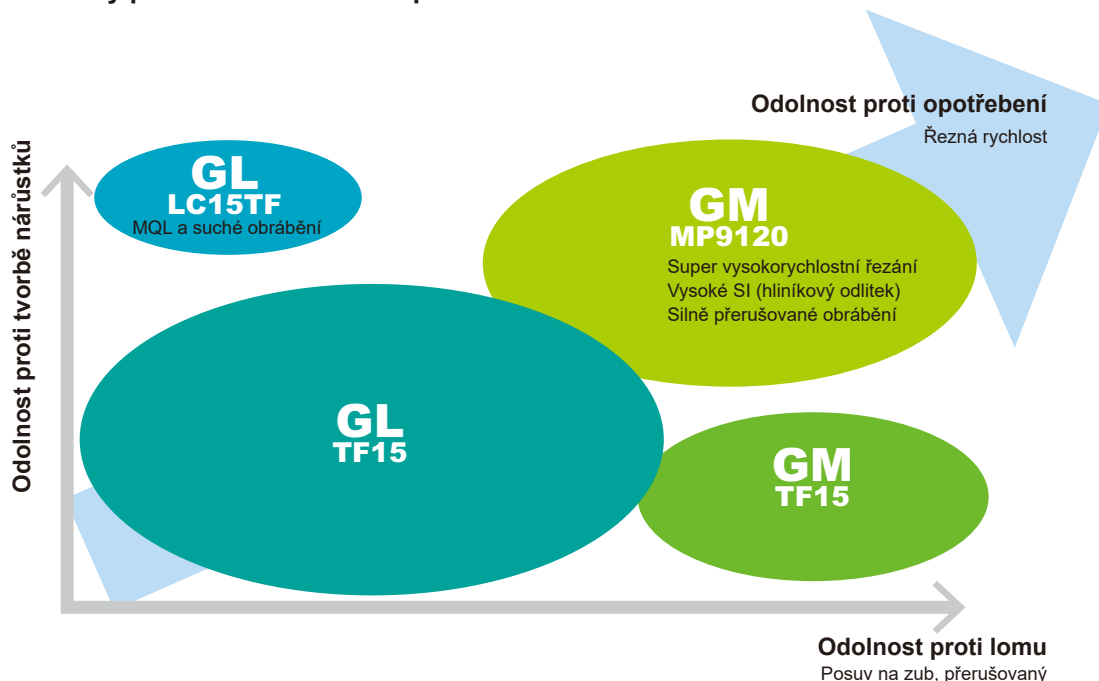 Odolnost proti opotřebení
Řezná rychlost
Odolnost proti tvorbě nárůstků
GL
LC15TF
MQL a suché obrábění
GM
MP9120
Super vysokorychlostní řezání
Vysoké SI (hliníkový odlitek)
Silně přerušované obrábění
GL
TF15
GM
TF15
Odolnost proti lomu
Posuv na zub, přerušovaný